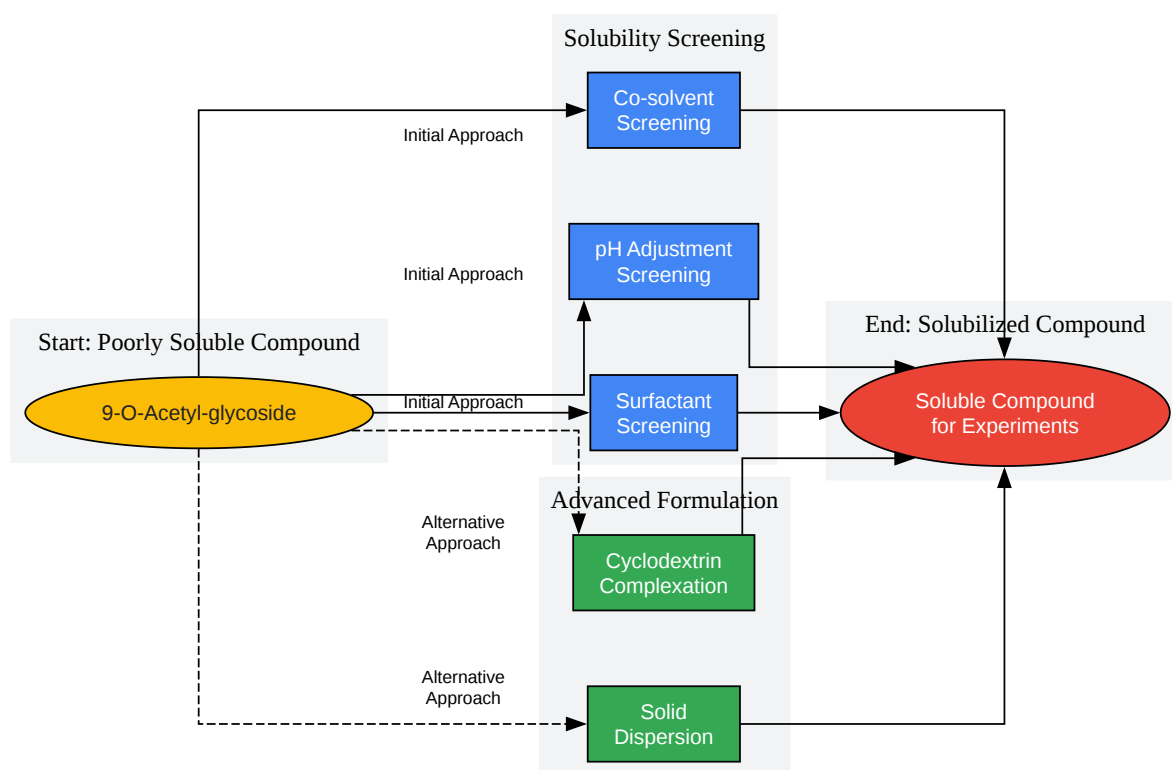 Solubility Screening
Co-solvent
Screening
Initial Approach
pH Adjustment
Screening
Initial Approach
Start: Poorly Soluble Compound
9-O-Acetyl-glycoside
Initial Approach
Surfactant
Screening
End: Solubilized Compound
Soluble Compound
for Experiments
Advanced Formulation
Alternative
Approach
Cyclodextrin
Complexation
Alternative
Approach
Solid
Dispersion